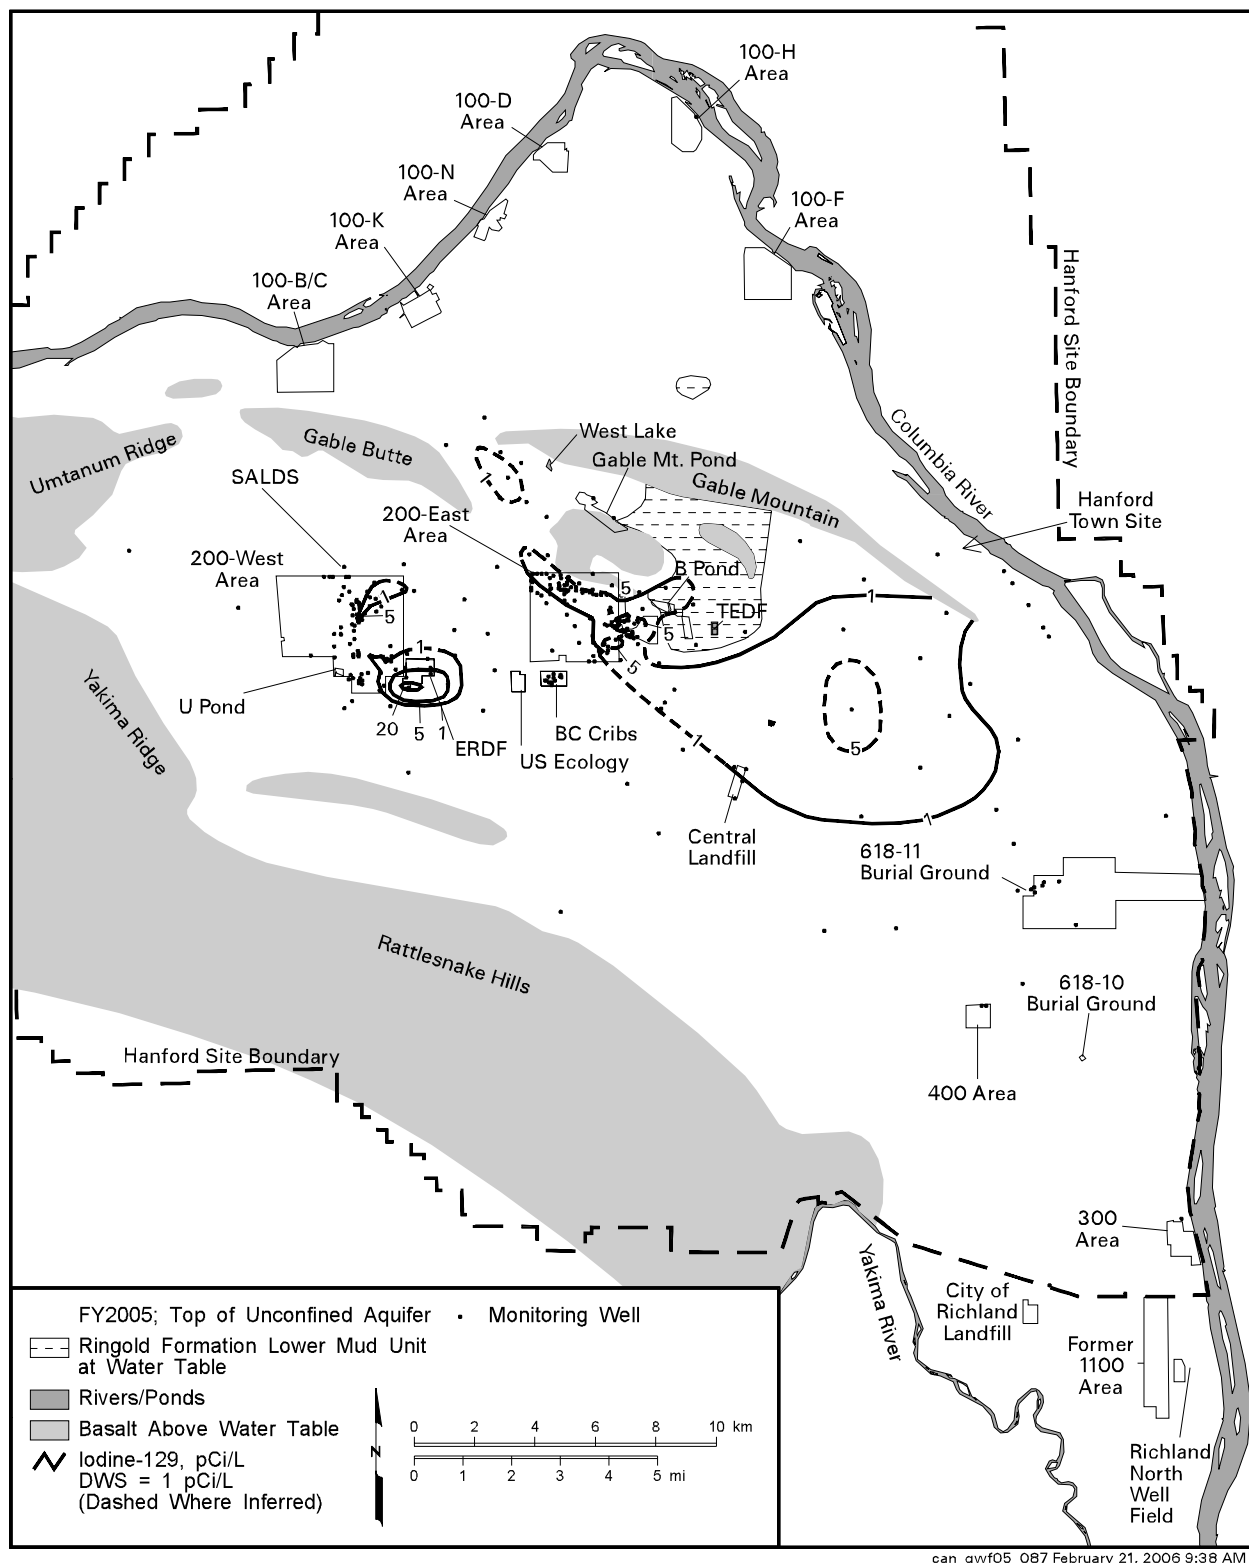 100-H
Area
100-D
Area
100-N
Area
100-F
Area
100-K
Area
100-B/C
Area
Hanford Site Boundary
Columbia River
West Lake
Gable Mt. Pond
Gable Butte
Umtanum Ridge
SALDS
1
Gable Mountain
Hanford
Town Site
200-East
Area
200-West
Area
B Pond
5
TEDF
1
1
5
5
5
1
U Pond
20
5
1
ERDF
BC Cribs
US Ecology
1
5
Yakima Ridge
Central
Landfill
1
618-11
Burial Ground
Rattlesnake Hills
618-10
Burial Ground
Hanford Site Boundary
400 Area
300
Area
Yakima River
City of
Richland
Landfill
Former
1100
Area
Richland
North
Well
Field
FY2005; Top of Unconfined Aquifer
Monitoring Well
Ringold Formation Lower Mud Unit
at Water Table
Rivers/Ponds
Basalt Above Water Table
Iodine-129, pCi/L
DWS = 1 pCi/L
(Dashed Where Inferred)
N
0 2 4 6 8 10 km
0 1 2 3 4 5 mi
can_gwf05_087 February 21, 2006 9:38 AM